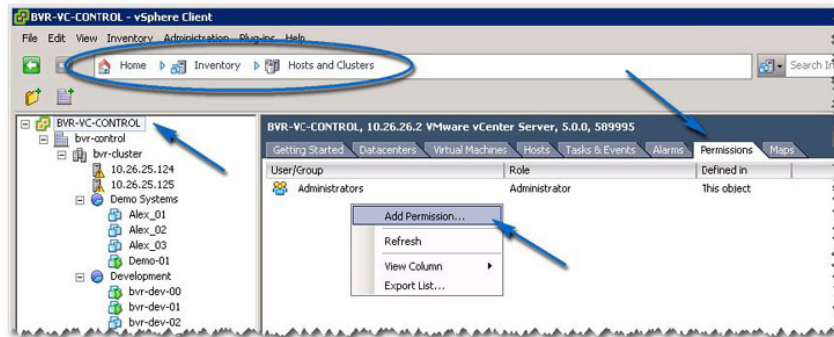 BVR-VC-CONTROL - vSphere Client
File Edit View Inventory Administration Plug-ins Help
Home Inventory Hosts and Clusters
Search In
BVR-VC-CONTROL
bvr-control
bvr-cluster
10.26.25.124
10.26.25.125
Demo Systems
Alex_01
Alex_02
Alex_03
Demo-01
Development
bvr-dev-00
bvr-dev-01
bvr-dev-02
BVR-VC-CONTROL, 10.26.26.2 VMware vCenter Server, 5.0.0, 589995
Getting Started Datacenters Virtual Machines Hosts Tasks & Events Alarms Permissions Maps
User/Group Role Defined in
Administrators Administrator This object
Add Permission...
Refresh
View Column
Export List...